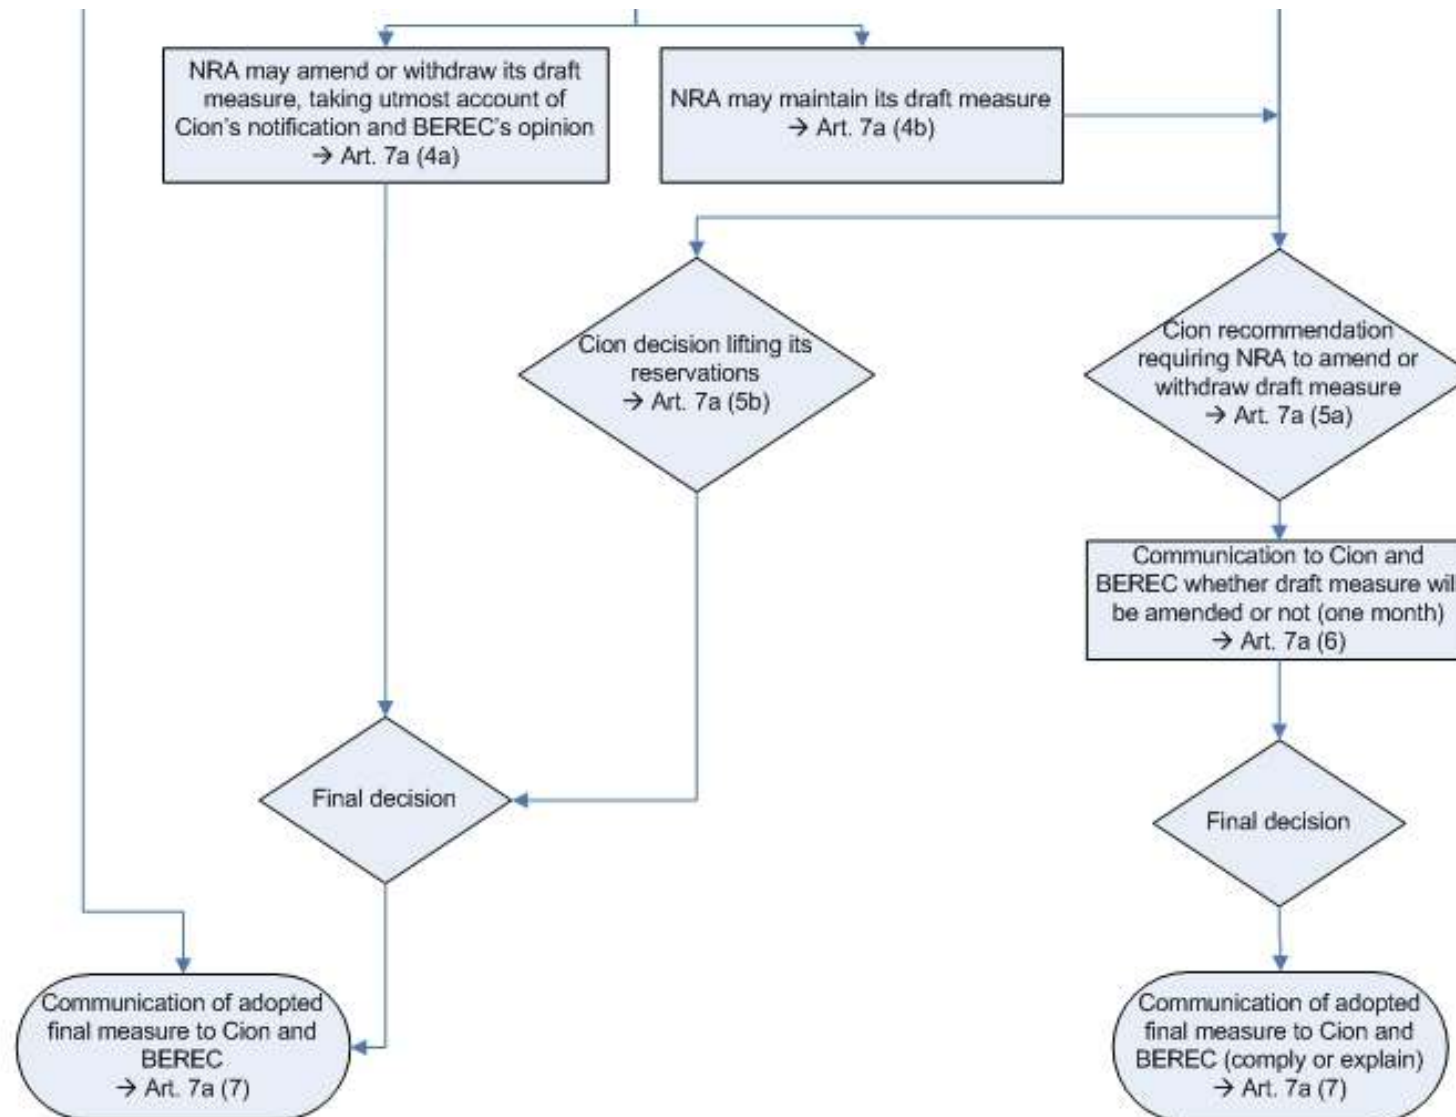 NRA may amend or withdraw its draft
measure, taking utmost account of
Cion's notification and BEREC's opinion
→ Art. 7a (4a)
NRA may maintain its draft measure
→ Art. 7a (4b)
Cion decision lifting its
reservations
→ Art. 7a (5b)
Cion recommendation
requiring NRA to amend or
withdraw draft measure
→ Art. 7a (5a)
Communication to Cion and
BEREC whether draft measure will
be amended or not (one month)
→ Art. 7a (6)
Final decision
Final decision
Communication of adopted
final measure to Cion and
BEREC
→ Art. 7a (7)
Communication of adopted
final measure to Cion and
BEREC (comply or explain)
→ Art. 7a (7)